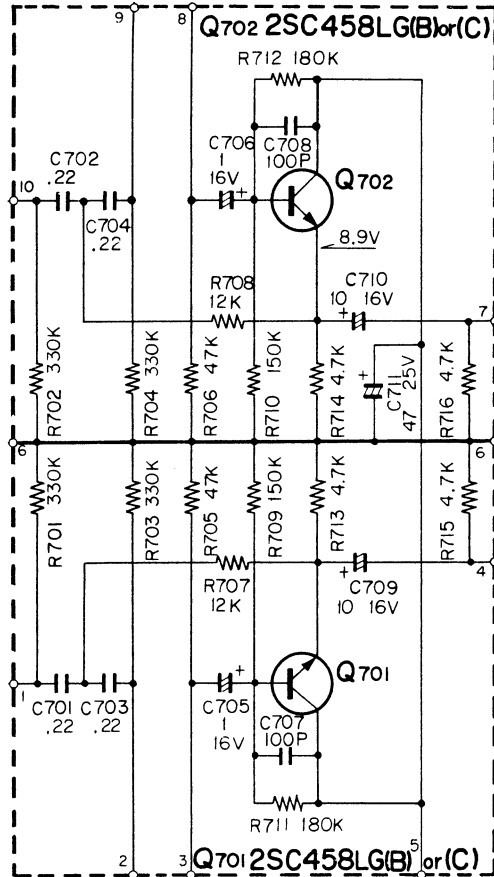 9
8
Q702 2SC458LG(B)or(C)
R712 180K
C706
1
16V
+
C708
100P
Q702
C702
.22
10
C704
.22
8.9V
R708
12K
C710
10 16V
+
7
R702 330K
R704 330K
R706 47K
R710 150K
R714 4.7K
+
C711
47 25V
R716 4.7K
6
6
R701 330K
R703 330K
R705 47K
R709 150K
R713 4.7K
R715 4.7K
R707
12K
+
C709
10 16V
4
1
C701
.22
C703
.22
+
C705
1
16V
C707
100P
Q701
R711 180K
2
3
Q701 2SC458LG(B) or(C)
5